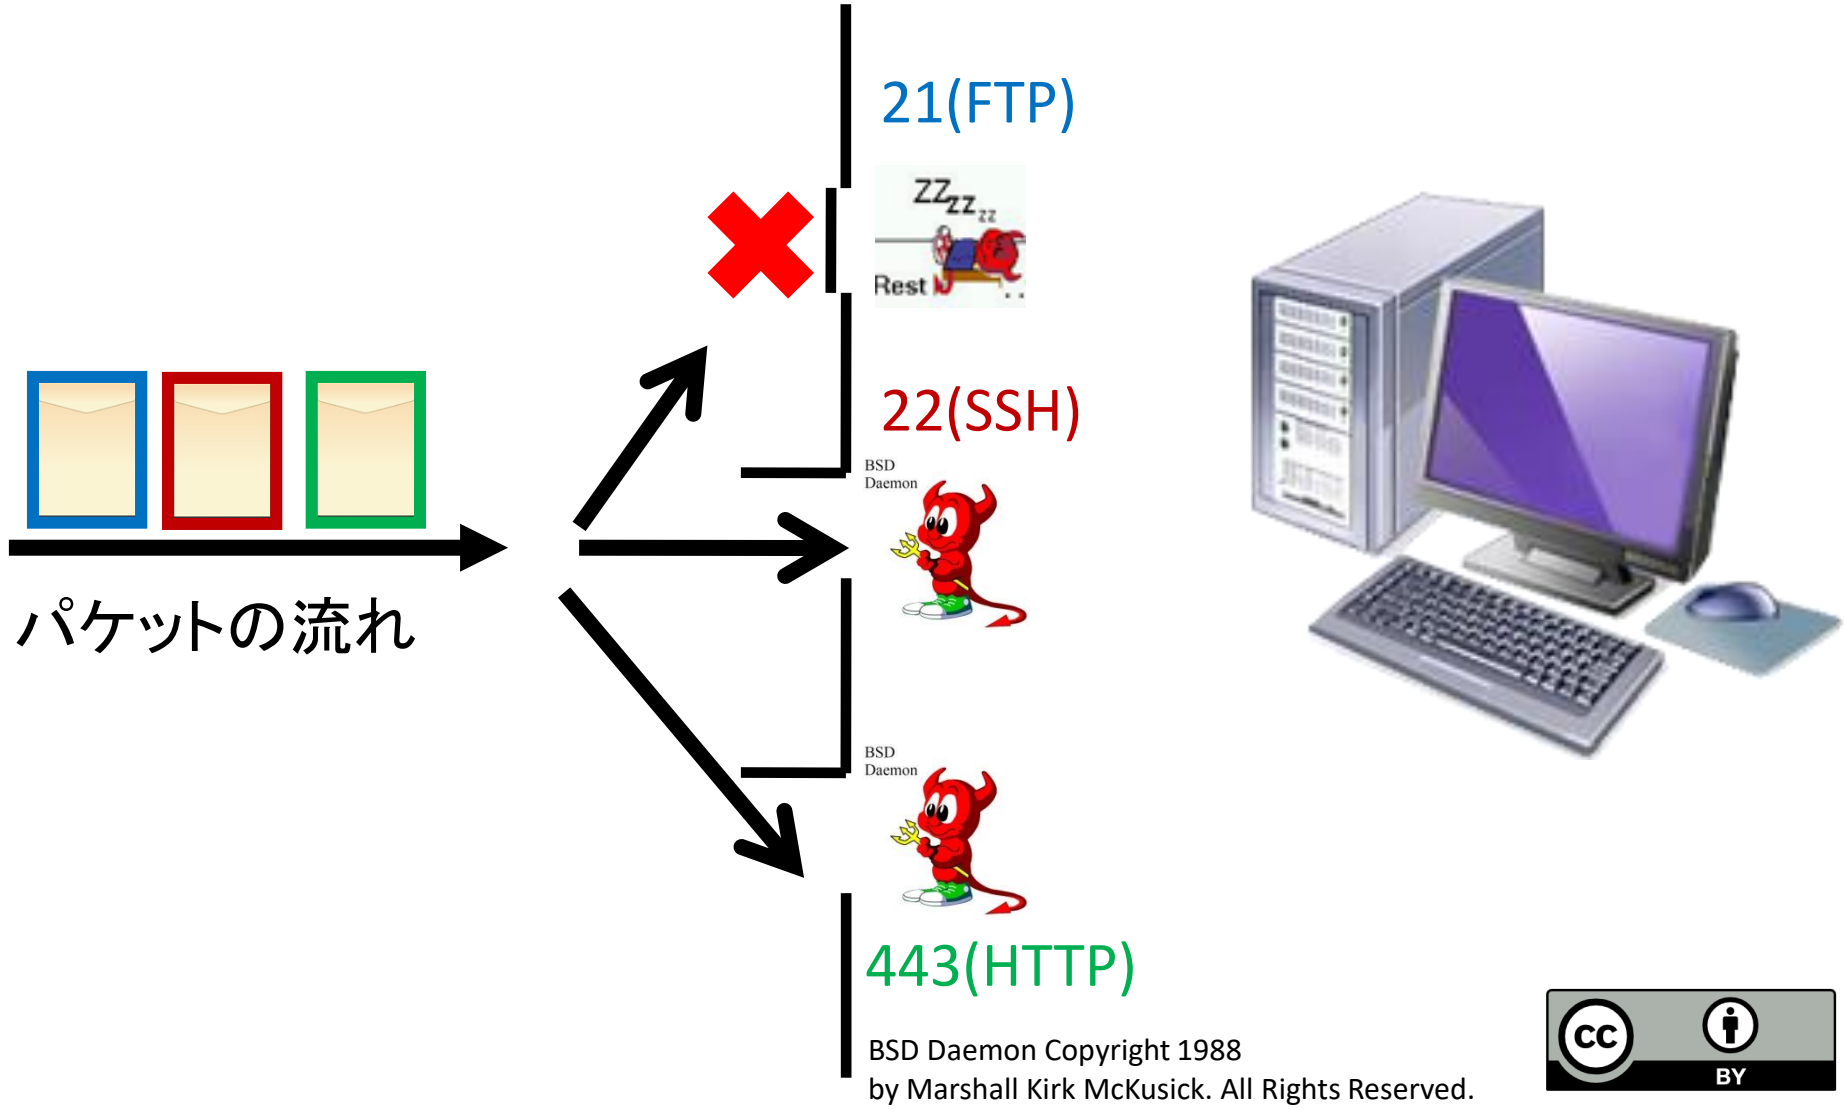 21(FTP)
ZZzzzz
Rest
22(SSH)
BSD
Daemon
パケットの流れ
BSD
Daemon
443(HTTP)
BSD Daemon Copyright 1988
by Marshall Kirk McKusick. All Rights Reserved.
cc
BY